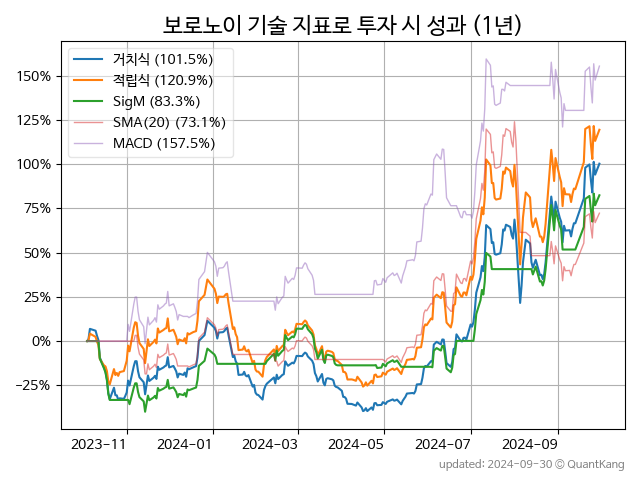 보로노이 기술 지표로 투자 시 성과 (1년)
거치식 (101.5%)
적립식 (120.9%)
SigM (83.3%)
SMA(20) (73.1%)
MACD (157.5%)
150%
125%
100%
75%
50%
25%
0%
−25%
2023-11 2024-01 2024-03 2024-05 2024-07 2024-09
updated: 2024-09-30 © QuantKang